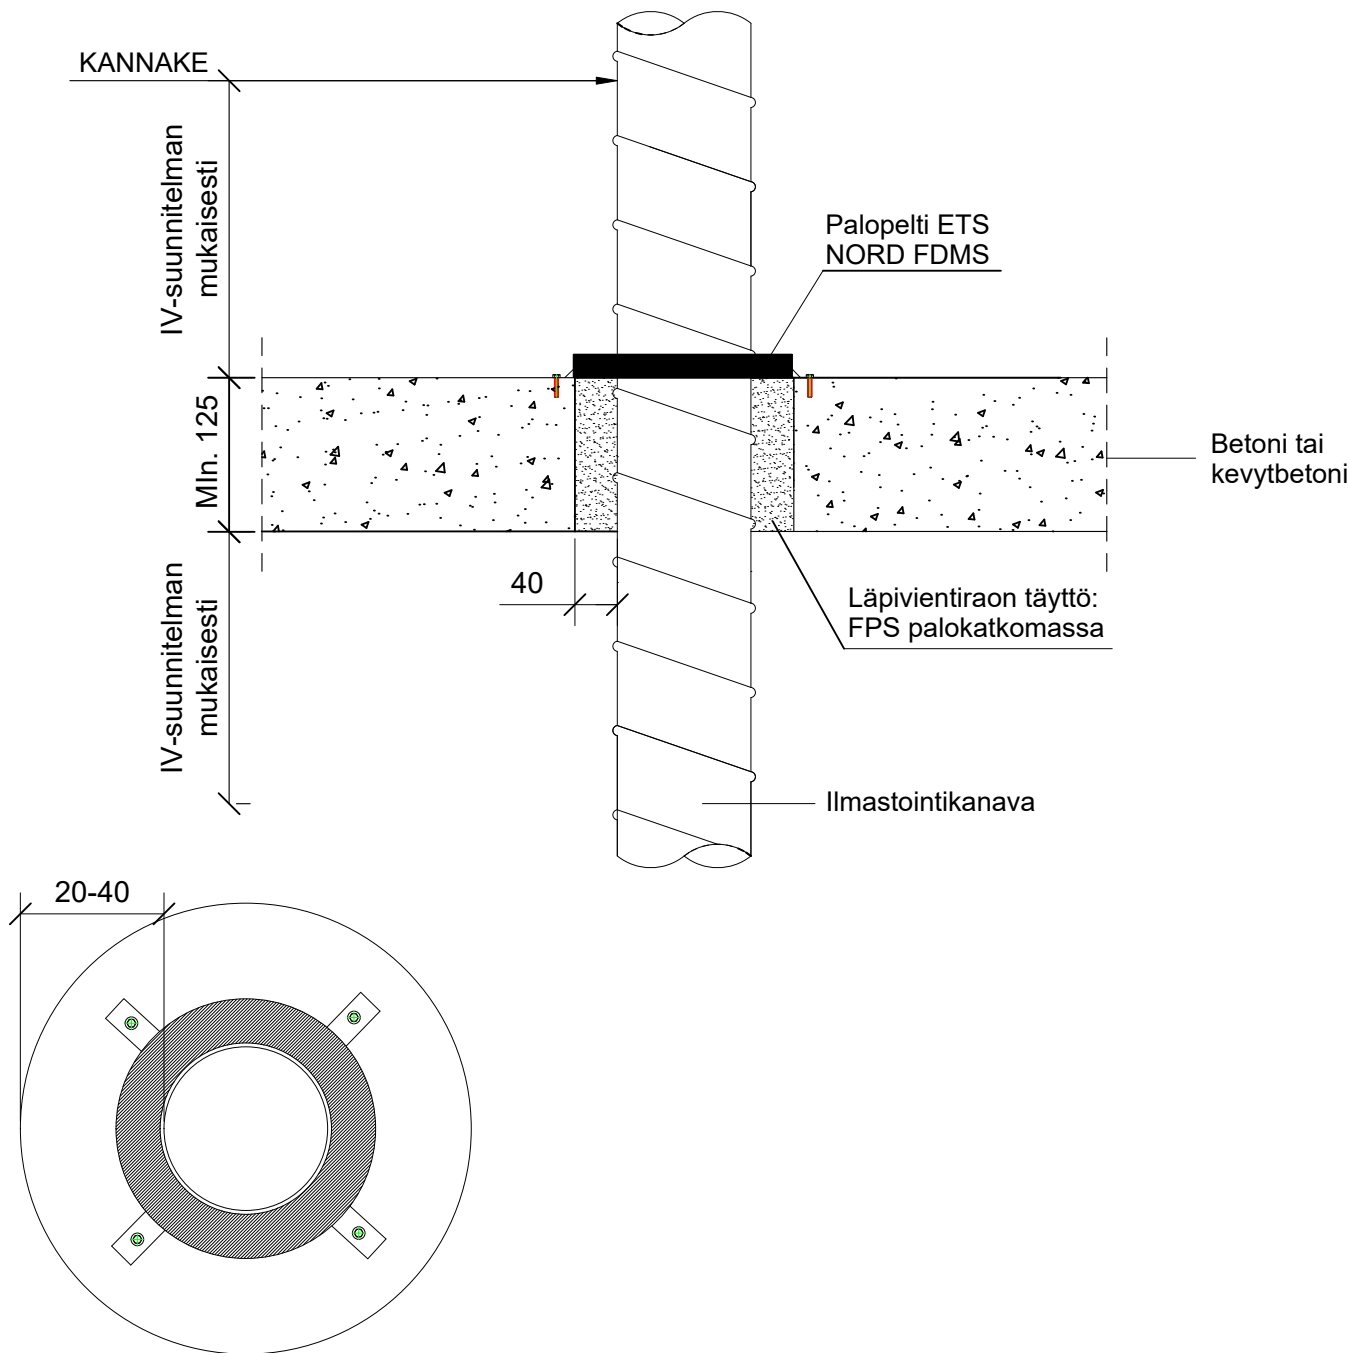 KANNAKE
IV-suunnitelman
mukaisesti
Palopelti ETS
NORD FDMS
MIn. 125
Betoni tai
kevytbetoni
40
IV-suunnitelman
mukaisesti
Läpivientiraon täyttö:
FPS palokatkomassa
Ilmastointikanava
20-40